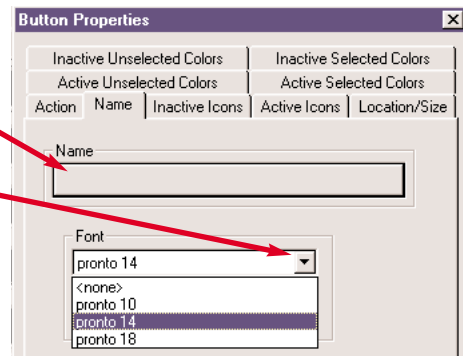 Button Properties
Inactive Unselected Colors Inactive Selected Colors
Active Unselected Colors Active Selected Colors
Action Name Inactive Icons Active Icons Location/Size
Name
Font
pronto 14
<none>
pronto 10
pronto 14
pronto 18